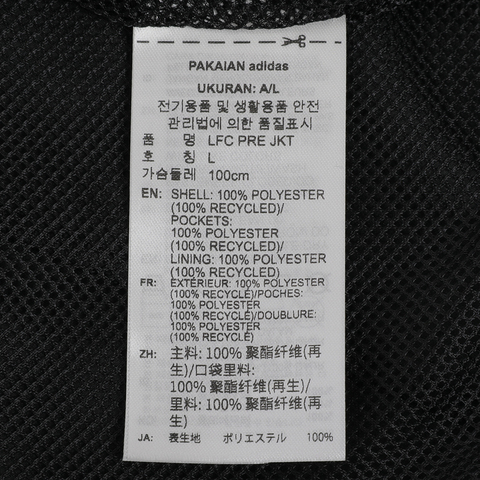 PAKAIAN adidas
UKURAN: A/L
전기용품 및 생활용품 안전
관리법에 의한 품질표시
품 명 LFC PRE JKT
호 칭 L
가슴둘레 100cm
EN: SHELL: 100% POLYESTER
(100% RECYCLED)/
POCKETS:
100% POLYESTER
(100% RECYCLED)/
LINING: 100% POLYESTER
(100% RECYCLED)
FR: EXTÉRIEUR: 100% POLYESTER
(100% RECYCLÉ)/POCHES:
100% POLYESTER
(100% RECYCLÉ)/DOUBLURE:
100% POLYESTER
(100% RECYCLÉ)
ZH: 主料: 100% 聚酯纤维(再
生)/口袋里料:
100% 聚酯纤维(再生)/
里料: 100% 聚酯纤维(再
生)
JA: 表生地 ポリエステル 100%